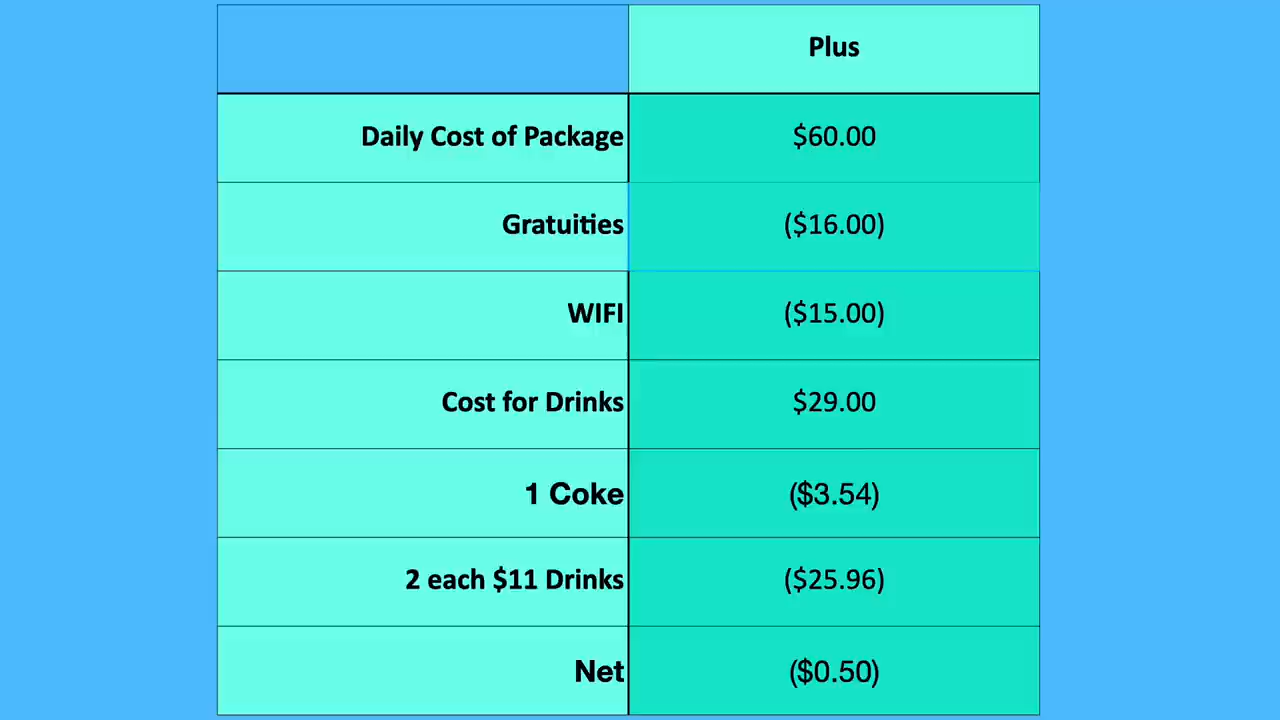 Plus
Daily Cost of Package $60.00
Gratuities ($16.00)
WIFI ($15.00)
Cost for Drinks $29.00
1 Coke ($3.54)
2 each $11 Drinks ($25.96)
Net ($0.50)